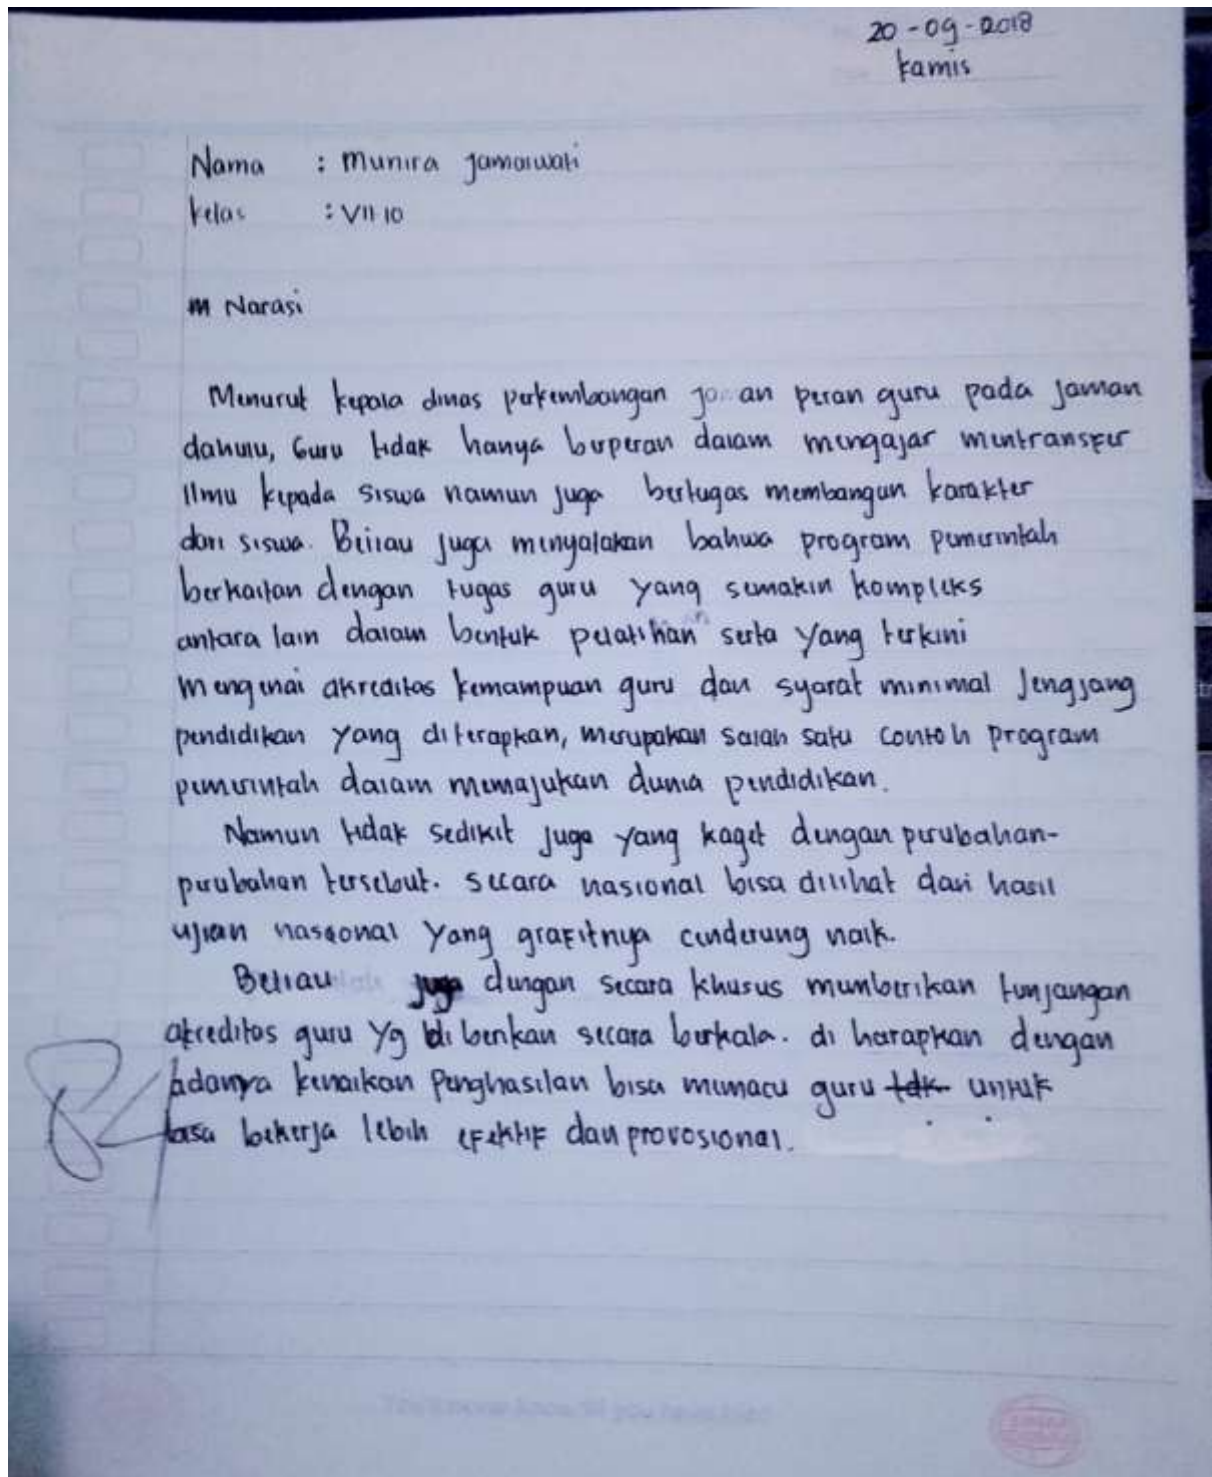 20-09-2018
kamis
Nama : Munira Jamaiwati
kelas : VII 10
Narasi
Menurut kepala dinas perkembangan peran guru pada jaman
dahulu, Guru tidak hanya berperan dalam mengajar mentransfer
ilmu kepada siswa namun juga bertugas membangun karakter
dari siswa. Beliau juga menyatakan bahwa program pemerintah
berkaitan dengan tugas guru yang semakin kompleks
antara lain dalam bentuk pelatihan serta yang terkini
mengenai akreditas kemampuan guru dan syarat minimal Jengjang
pendidikan yang diterapkan, merupakan salah satu contoh program
pemerintah dalam memajukan dunia pendidikan.
Namun tidak sedikit juga yang kaget dengan perubahan-
perubahan tersebut. secara nasional bisa dilihat dari hasil
ujian nasional yang grafitnya cenderung naik.
Beliau juga dengan secara khusus memberikan tunjangan
akreditas guru yg di berikan secara berkala. di harapkan dengan
adanya kenaikan Penghasilan bisa memacu guru tdk untuk
bisa bekerja lebih efektif dan provosional.